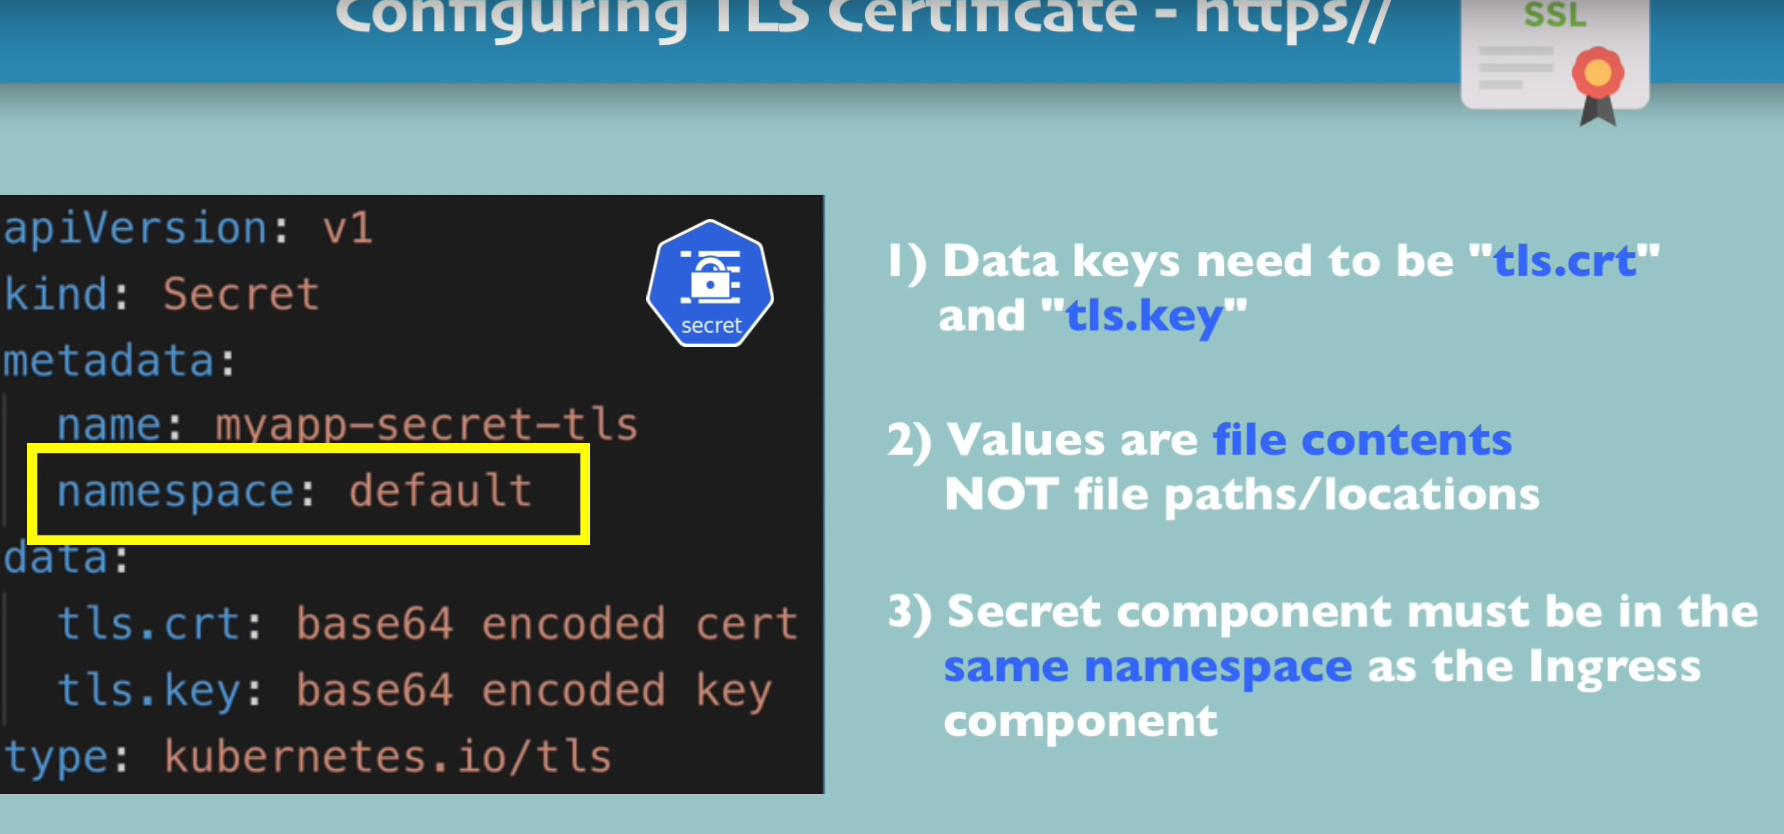 Configuring TLS Certificate - https//
SSL
apiVersion: v1
kind: Secret
metadata:
  name: myapp-secret-tls
  namespace: default
data:
  tls.crt: base64 encoded cert
  tls.key: base64 encoded key
type: kubernetes.io/tls
secret
1) Data keys need to be "tls.crt"
and "tls.key"
2) Values are file contents
NOT file paths/locations
3) Secret component must be in the
same namespace as the Ingress
component